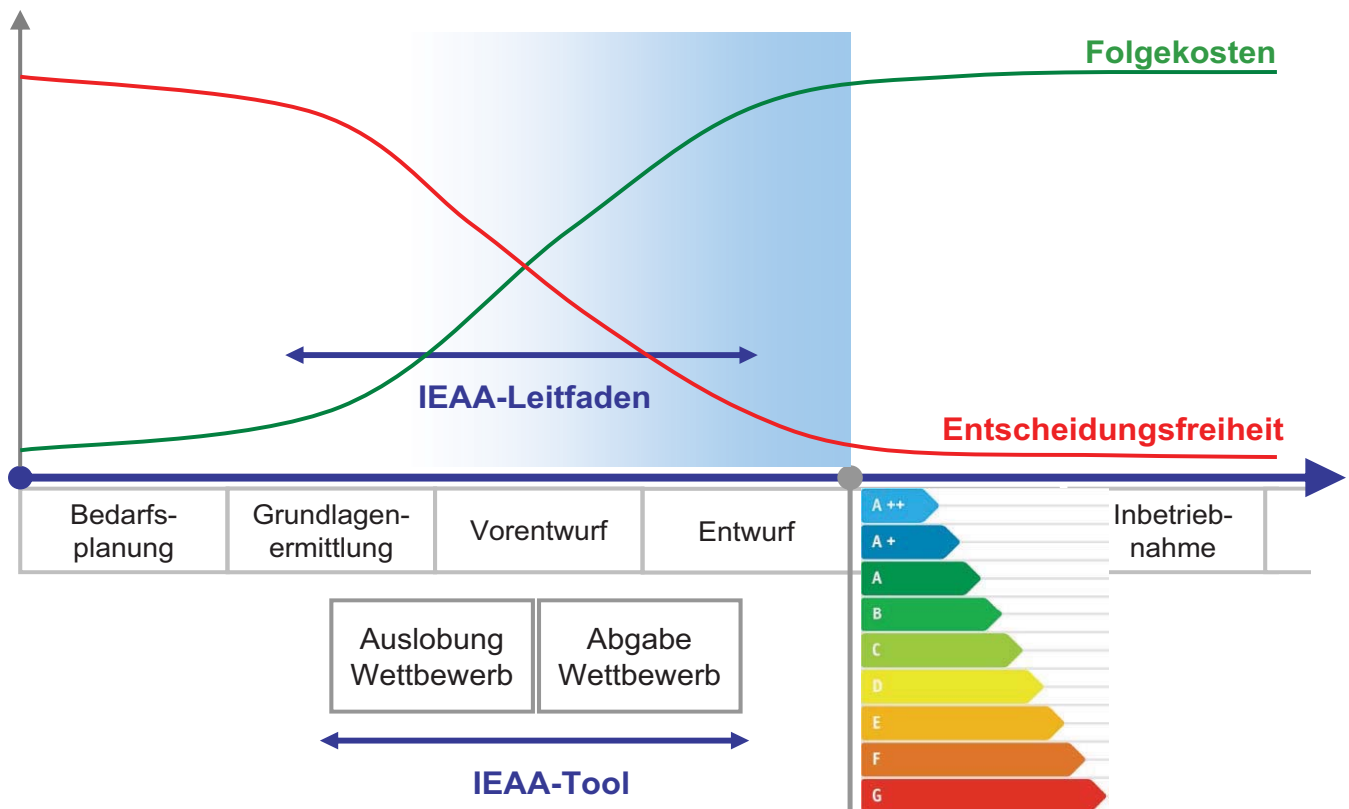 Folgekosten
IEAA-Leitfaden
Entscheidungsfreiheit
Bedarfs-
planung
Grundlagen-
ermittlung
Vorentwurf
Entwurf
Inbetrieb-
nahme
A ++
A +
A
B
C
D
E
F
G
Auslobung
Wettbewerb
Abgabe
Wettbewerb
IEAA-Tool